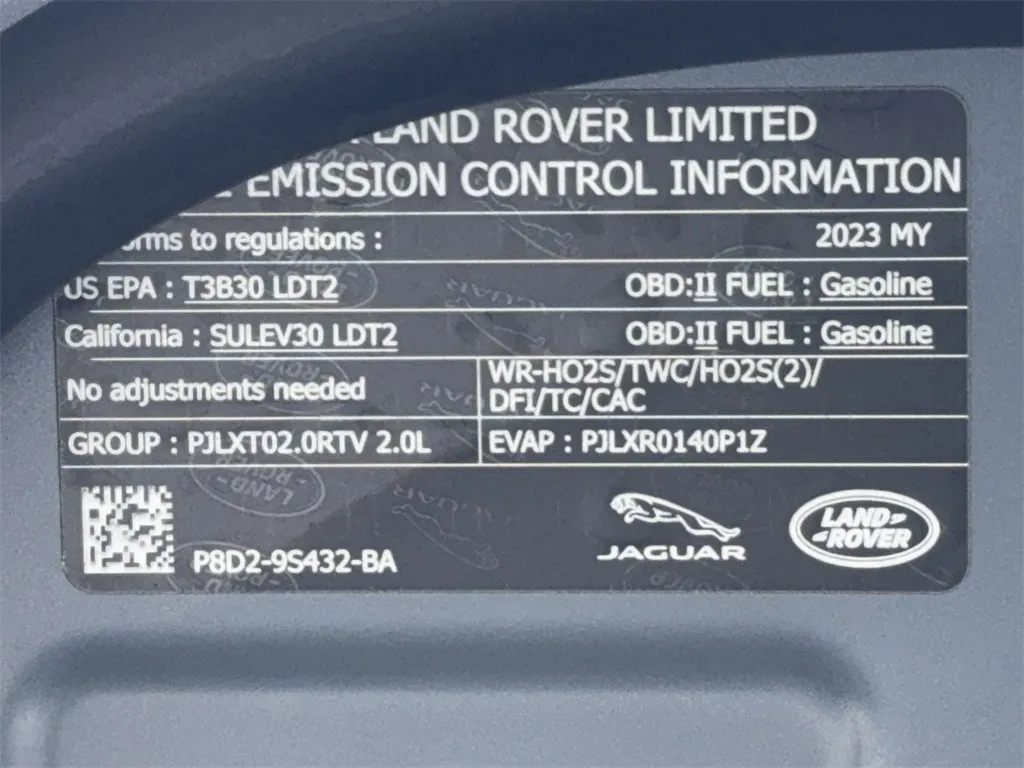 LAND ROVER LIMITED
EMISSION CONTROL INFORMATION
to regulations :
2023 MY
US EPA : T3B30 LDT2
OBD:II FUEL : Gasoline
California : SULEV30 LDT2
OBD:II FUEL : Gasoline
No adjustments needed
WR-HO2S/TWC/HO2S(2)/
DFI/TC/CAC
GROUP : PJLXT02.0RTV 2.0L
EVAP : PJLXR0140P1Z
P8D2-9S432-BA
JAGUAR
LAND-
-ROVER